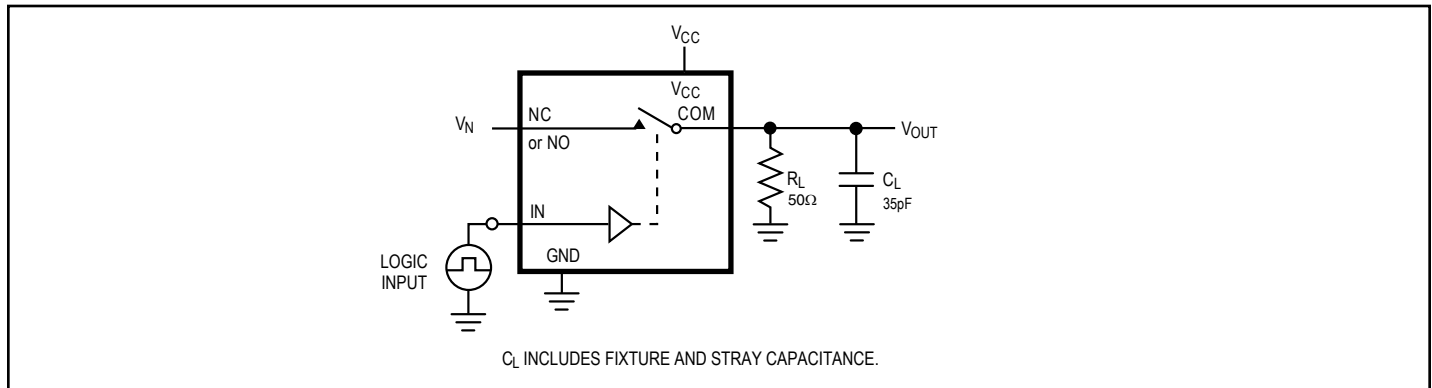 VCC
VCC
VN
NC
COM
VOUT
or NO
RL
50Ω
CL
35pF
IN
LOGIC
INPUT
GND
CL INCLUDES FIXTURE AND STRAY CAPACITANCE.